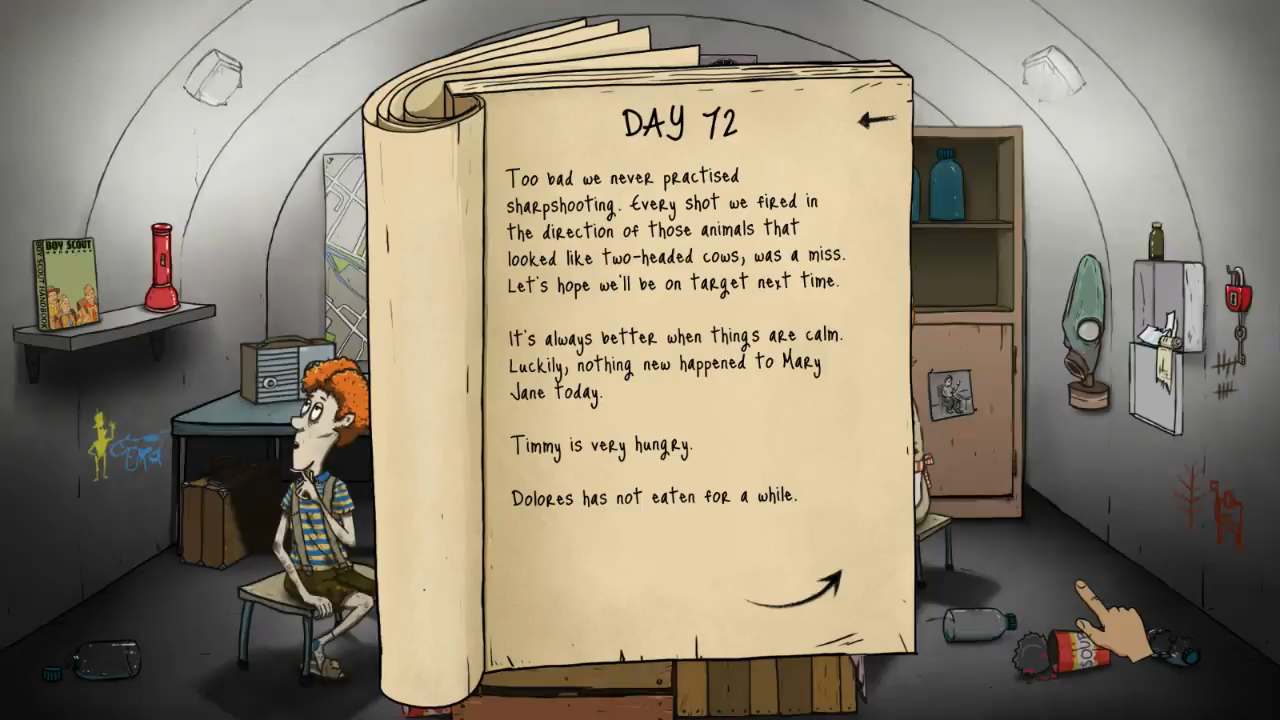 DAY 72
Too bad we never practised
sharpshooting. Every shot we fired in
the direction of those animals that
looked like two-headed cows, was a miss.
Let's hope we'll be on target next time.
It's always better when things are calm.
Luckily, nothing new happened to Mary
Jane today.
Timmy is very hungry.
Dolores has not eaten for a while.
BOY SCOUT
BOY SCOUT HANDBOOK
SOUP